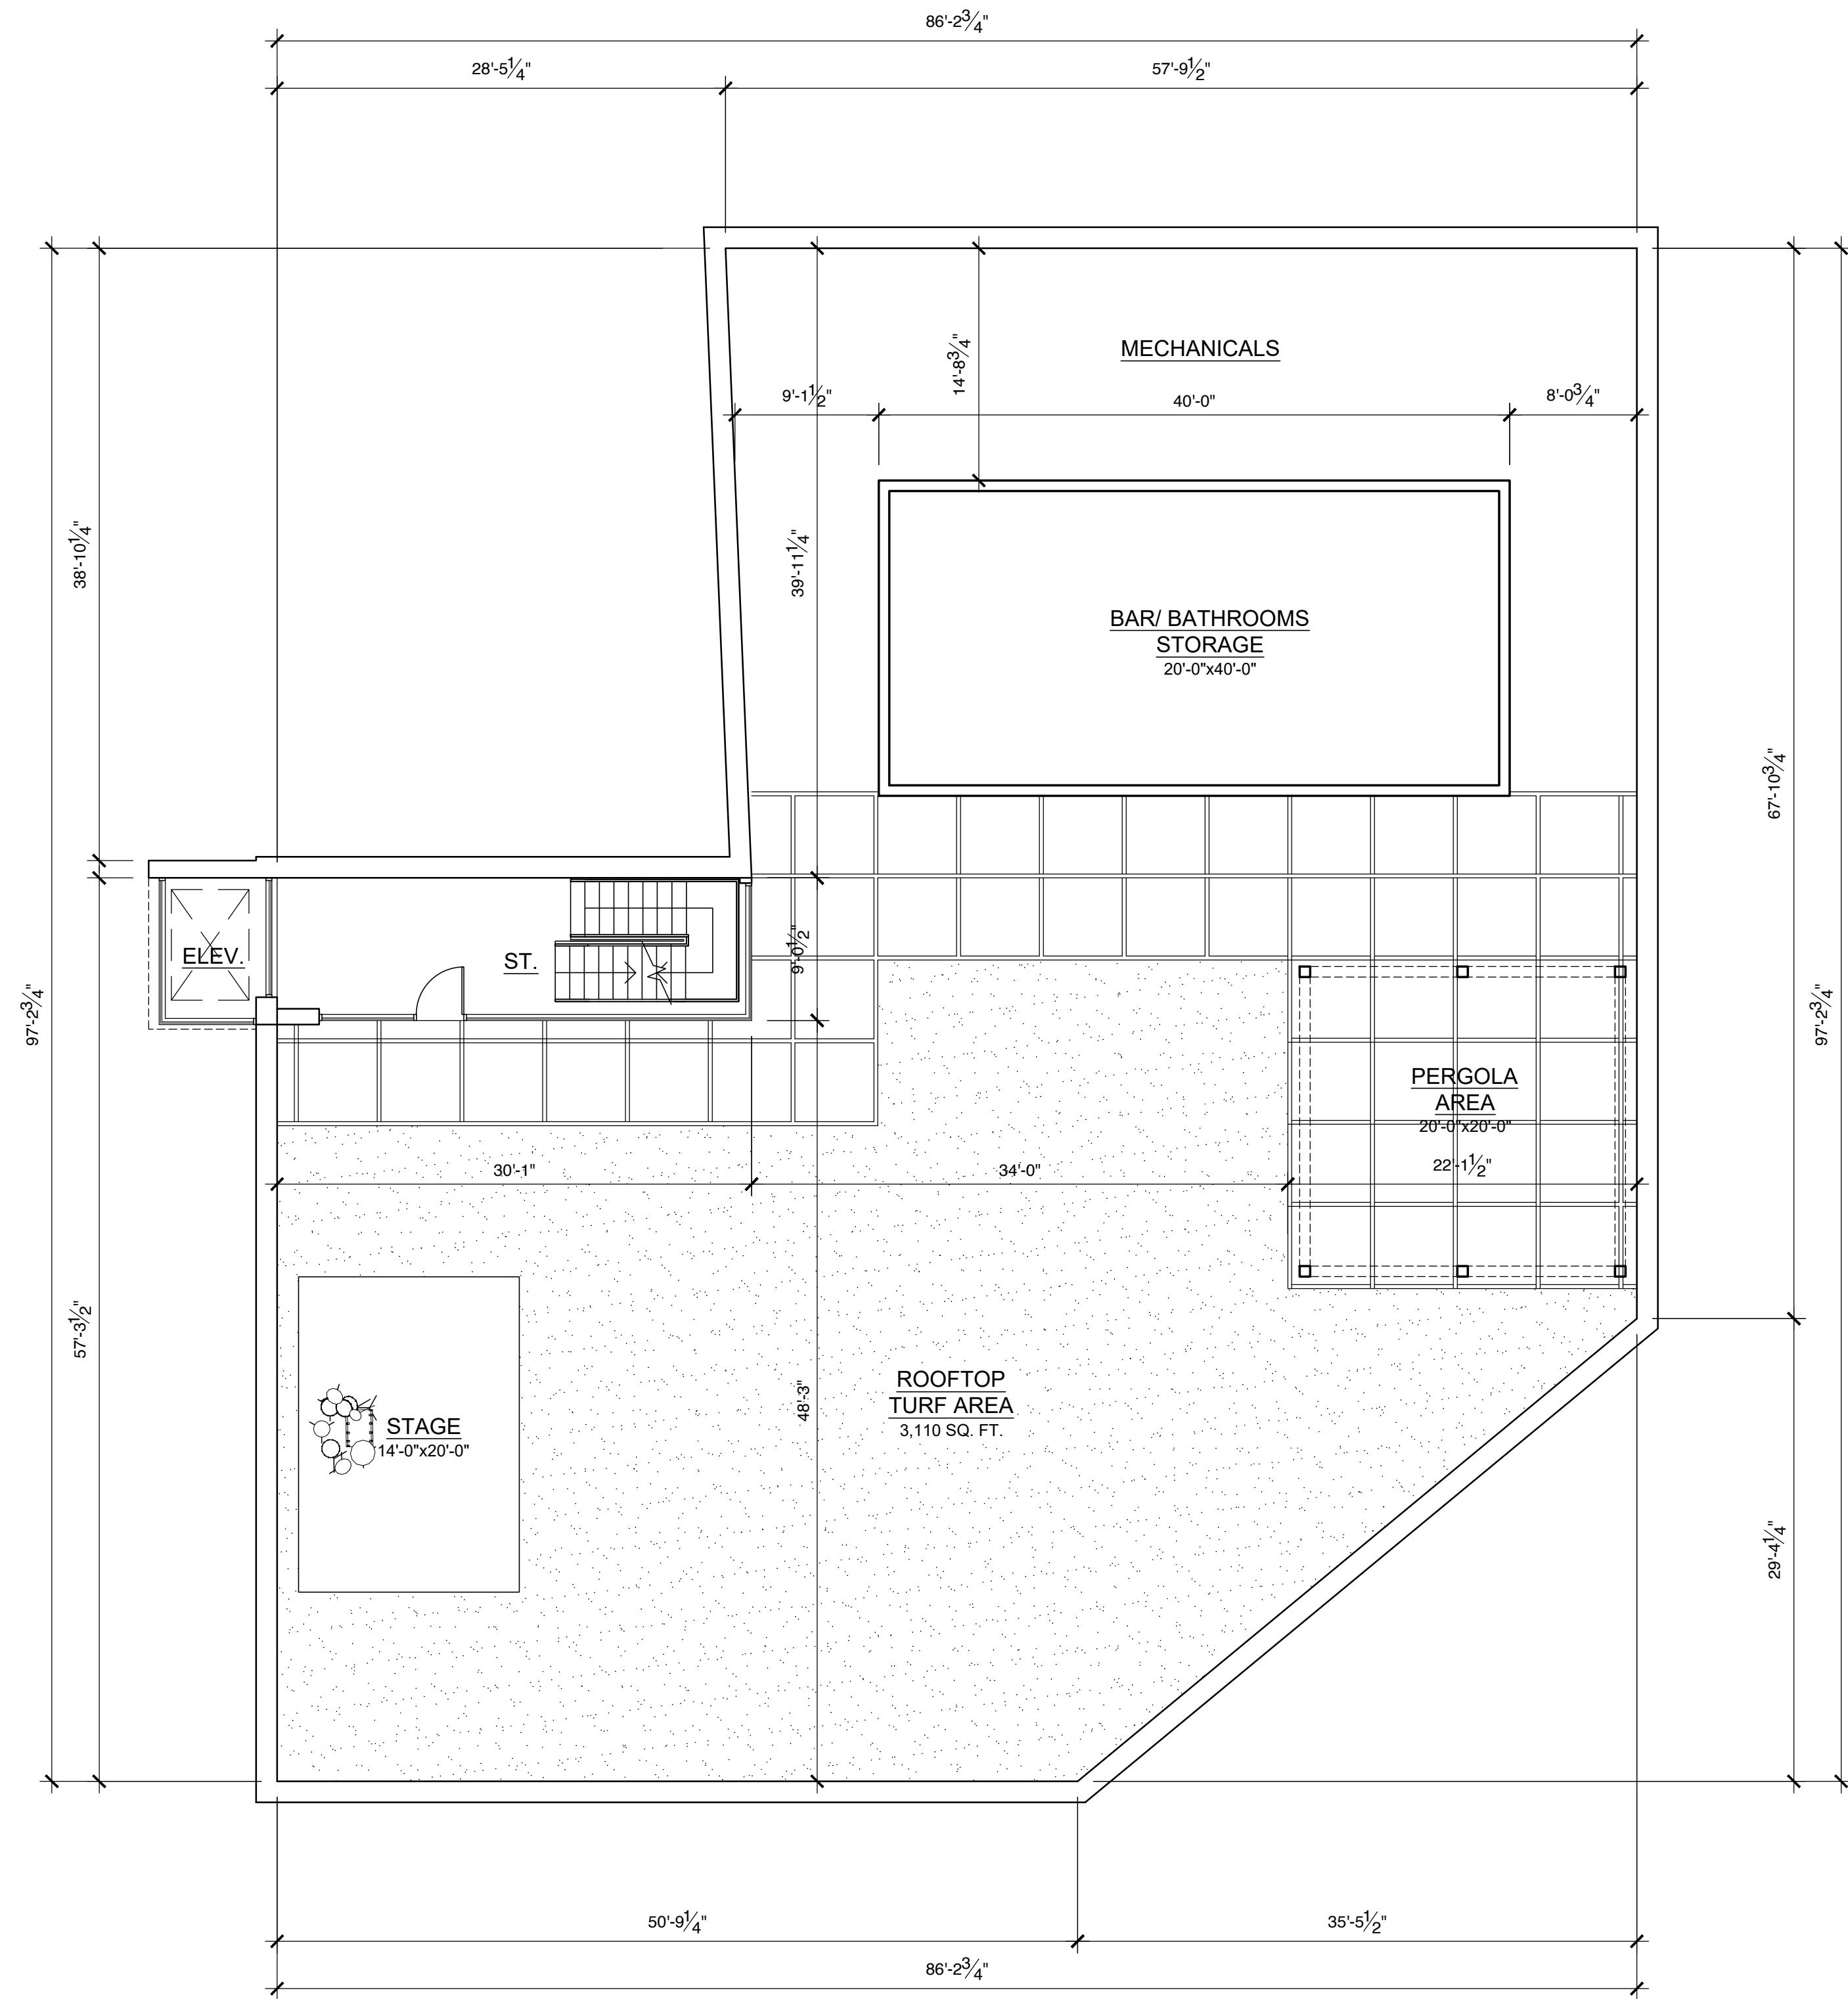 86'-2 3/4"
28'-5 1/4"
57'-9 1/2"
MECHANICALS
14'-8 3/4"
9'-1 1/2"
40'-0"
8'-0 3/4"
38'-10 1/4"
39'-11 1/4"
BAR/ BATHROOMS
STORAGE
20'-0"x40'-0"
67'-10 3/4"
ELEV.
ST.
9'-0 1/2
97'-2 3/4"
97'-2 3/4"
PERGOLA
AREA
20'-0"x20'-0"
30'-1"
34'-0"
22'-1 1/2"
57'-3 1/2"
ROOFTOP
TURF AREA
3,110 SQ. FT.
48'-3"
STAGE
14'-0"x20'-0"
29'-4 1/4"
50'-9 1/4"
35'-5 1/2"
86'-2 3/4"